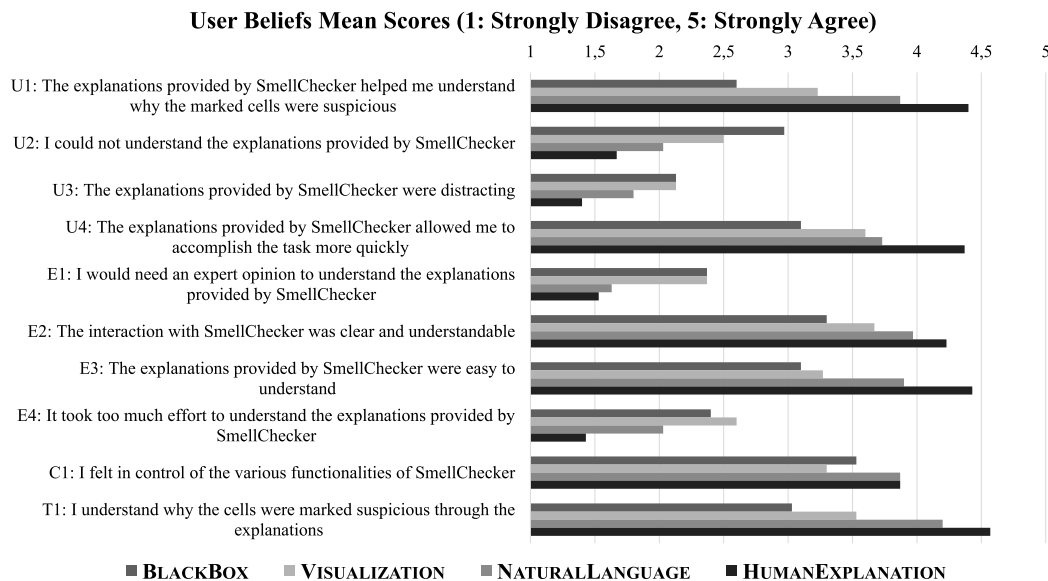 User Beliefs Mean Scores (1: Strongly Disagree, 5: Strongly Agree)
1 1,5 2 2,5 3 3,5 4 4,5 5
U1: The explanations provided by SmellChecker helped me understand
why the marked cells were suspicious
U2: I could not understand the explanations provided by SmellChecker
U3: The explanations provided by SmellChecker were distracting
U4: The explanations provided by SmellChecker allowed me to
accomplish the task more quickly
E1: I would need an expert opinion to understand the explanations
provided by SmellChecker
E2: The interaction with SmellChecker was clear and understandable
E3: The explanations provided by SmellChecker were easy to
understand
E4: It took too much effort to understand the explanations provided by
SmellChecker
C1: I felt in control of the various functionalities of SmellChecker
T1: I understand why the cells were marked suspicious through the
explanations
BLACKBOX VISUALIZATION NATURALLANGUAGE HUMANEXPLANATION